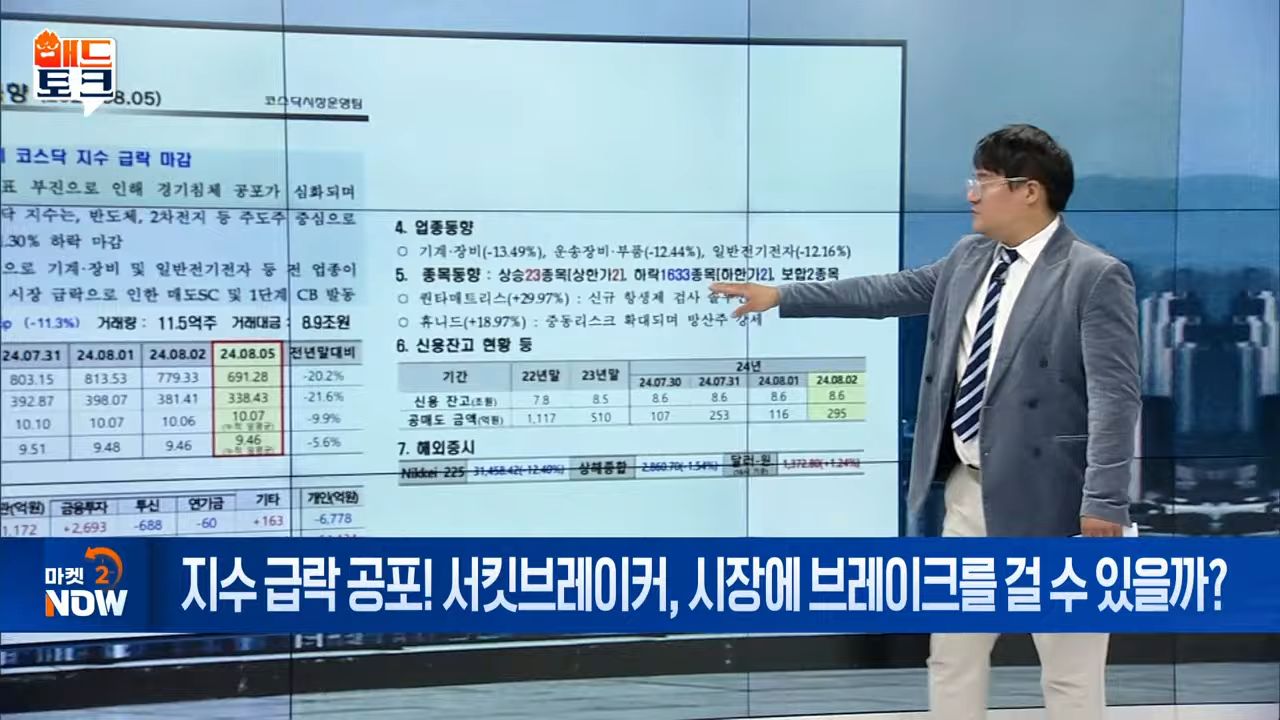 매드
토크
향
08.05)
코스닥시장운영팀
코스닥 지수 급락 마감
표 부진으로 인해 경기침체 공포가 심화되며
닥 지수는, 반도체, 2차전지 등 주도주 중심으로
.30% 하락 마감
으로 기계·장비 및 일반전기전자 등 전 업종이
시장 급락으로 인한 매도SC 및 1단계 CB 발동
(-11.3%) 거래량 : 11.5억주 거래대금 : 8.9조원
24.07.31 24.08.01 24.08.02 24.08.05 전년말대비
803.15 813.53 779.33 691.28 -20.2%
392.87 398.07 381.41 338.43 -21.6%
10.10 10.07 10.06 10.07 -9.9%
9.51 9.48 9.46 9.46 -5.6%
관(억원) 금융투자 투신 연기금 기타 개인(억원)
1,172 +2,693 -688 -60 +163 -6,778
4. 업종동향
○ 기계·장비(-13.49%), 운송장비·부품(-12.44%), 일반전기전자(-12.16%)
5. 종목동향 : 상승23종목[상한가2], 하락1633종목[하한가2], 보합2종목
○ 퀀타매트리스(+29.97%) : 신규 항생제 검사
○ 휴니드(+18.97%) : 중동리스크 확대되며 방산주 강세
6. 신용잔고 현황 등
기간 22년말 23년말 24년
24.07.30 24.07.31 24.08.01 24.08.02
신용 잔고(조원) 7.8 8.5 8.6 8.6 8.6 8.6
공매도 금액(억원) 1,117 510 107 253 116 295
7. 해외증시
Nikkei 225 31,458.42(-12.40%) 상해종합 2,860.70(-1.54%) 달러-원 1,372.80(+1.24%)
마켓 2
NOW
지수 급락 공포! 서킷브레이커, 시장에 브레이크를 걸 수 있을까?